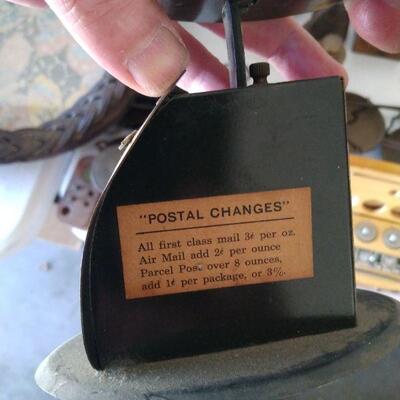 "POSTAL CHANGES"
All first class mail 3¢ per oz.
Air Mail add 2¢ per ounce
Parcel Post over 8 ounces,
add 1¢ per package, or 3%.